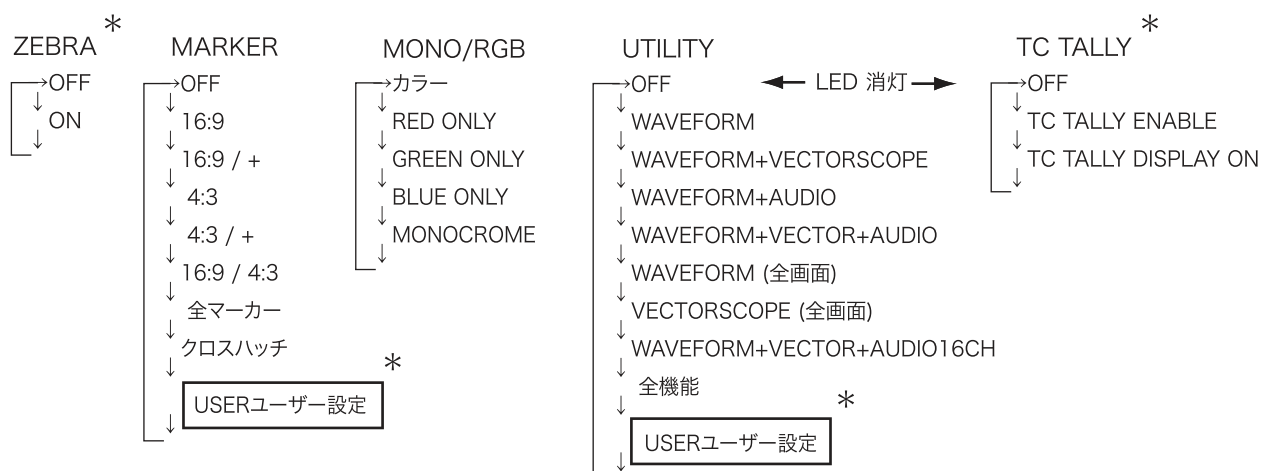 ZEBRA *
OFF
ON
MARKER
OFF
16:9
16:9 / +
4:3
4:3 / +
16:9 / 4:3
全マーカー
クロスハッチ
USERユーザー設定 *
MONO/RGB
カラー
RED ONLY
GREEN ONLY
BLUE ONLY
MONOCROME
UTILITY
OFF
WAVEFORM
WAVEFORM+VECTORSCOPE
WAVEFORM+AUDIO
WAVEFORM+VECTOR+AUDIO
WAVEFORM (全画面)
VECTORSCOPE (全画面)
WAVEFORM+VECTOR+AUDIO16CH
全機能
USERユーザー設定 *
LED 消灯
TC TALLY *
OFF
TC TALLY ENABLE
TC TALLY DISPLAY ON